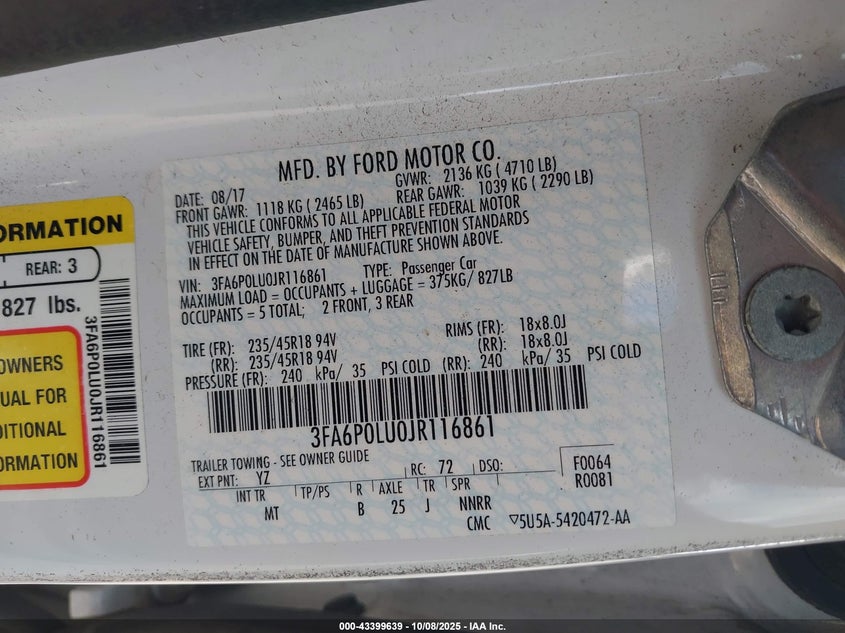 MFD. BY FORD MOTOR CO.
DATE: 08/17 GVWR: 2136 KG ( 4710 LB)
FRONT GAWR: 1118 KG ( 2465 LB) REAR GAWR: 1039 KG ( 2290 LB)
THIS VEHICLE CONFORMS TO ALL APPLICABLE FEDERAL MOTOR
VEHICLE SAFETY, BUMPER, AND THEFT PREVENTION STANDARDS
IN EFFECT ON THE DATE OF MANUFACTURE SHOWN ABOVE.
VIN: 3FA6P0LU0JR116861 TYPE: Passenger Car
MAXIMUM LOAD = OCCUPANTS + LUGGAGE = 375KG/ 827LB
OCCUPANTS = 5 TOTAL: 2 FRONT, 3 REAR
TIRE (FR): 235/45R18 94V RIMS (FR): 18x8.0J
(RR): 235/45R18 94V (RR): 18x8.0J
PRESSURE (FR): 240 kPa/ 35 PSI COLD (RR): 240 kPa/ 35 PSI COLD
3FA6P0LU0JR116861
TRAILER TOWING - SEE OWNER GUIDE
EXT PNT: YZ RC: 72 DSO: F0064
R0081
INT TR TP/PS R AXLE TR SPR
MT B 25 J NNRR
CMC ▽5U5A-5420472-AA
ORMATION
REAR: 3
827 lbs.
OWNERS
UAL FOR
DITIONAL
ORMATION
3FA6P0LU0JR116861
000-43399639 - 10/08/2025 - IAA Inc.